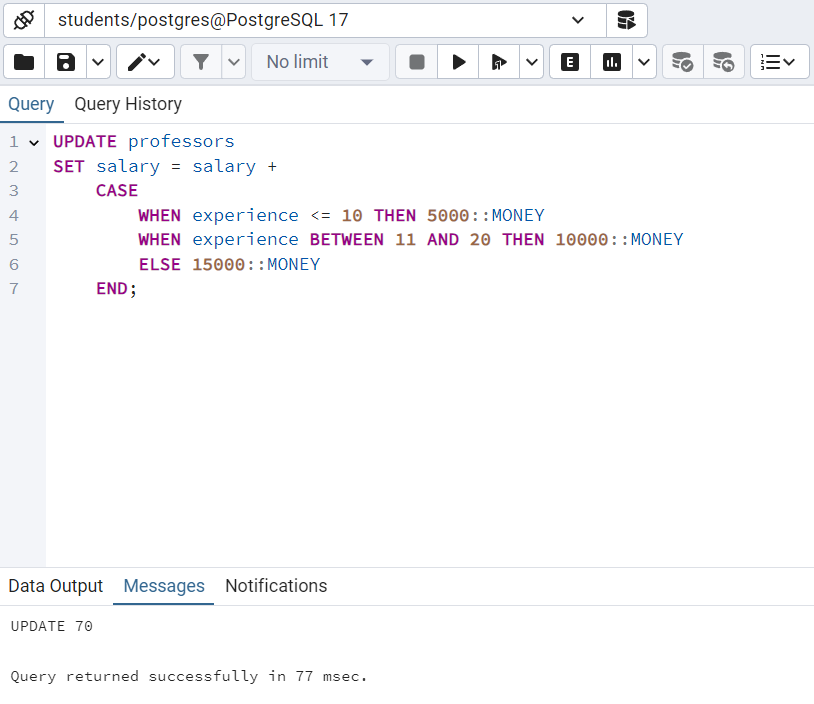 students/postgres@PostgreSQL 17
No limit
E
Query Query History
1 UPDATE professors
2 SET salary = salary +
3 CASE
4 WHEN experience <= 10 THEN 5000::MONEY
5 WHEN experience BETWEEN 11 AND 20 THEN 10000::MONEY
6 ELSE 15000::MONEY
7 END;
Data Output Messages Notifications
UPDATE 70
Query returned successfully in 77 msec.